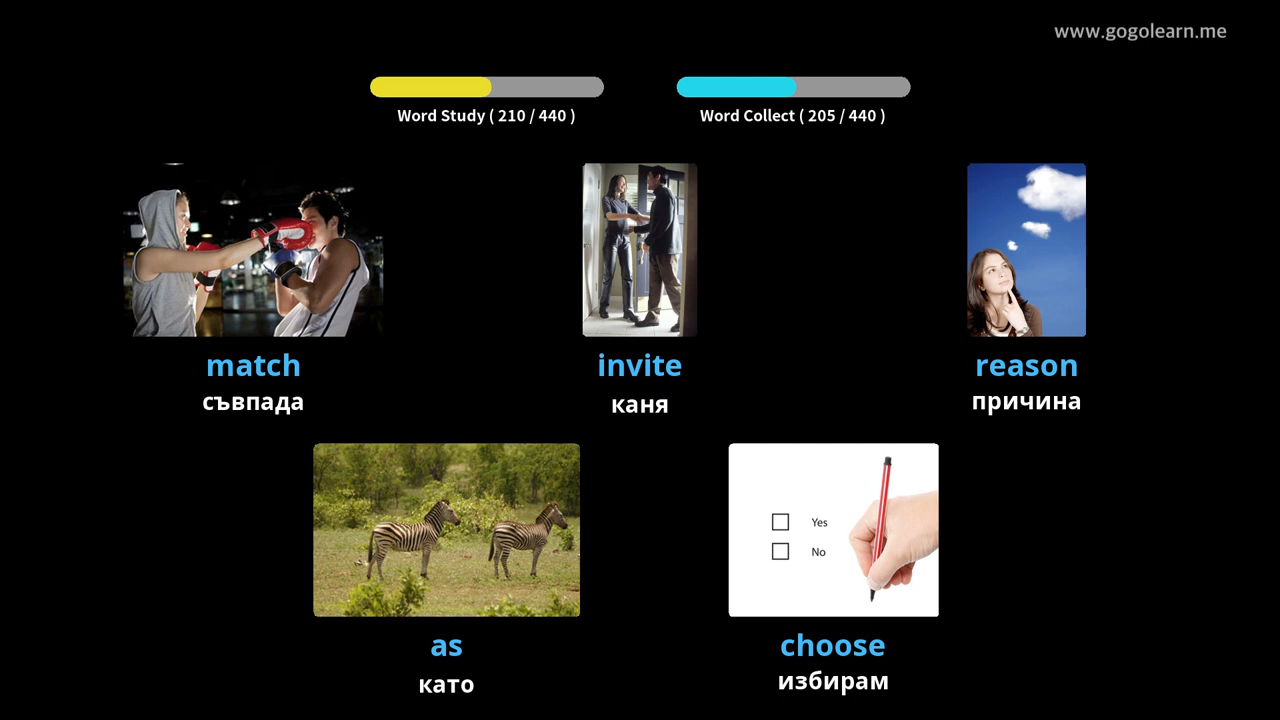 www.gogolearn.me
Word Study ( 210 / 440 )
Word Collect ( 205 / 440 )
match
съвпада
invite
каня
reason
причина
Yes
No
as
като
choose
избирам